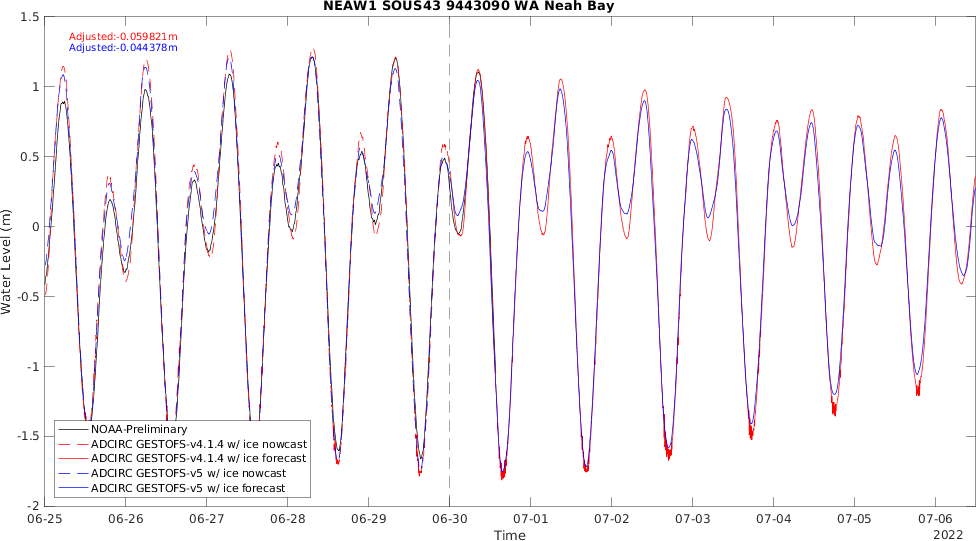 NEAW1 SOUS43 9443090 WA Neah Bay
Adjusted:-0.059821m
Adjusted:-0.044378m
Water Level (m)
1.5
1
0.5
0
-0.5
-1
-1.5
-2
NOAA-Preliminary
ADCIRC GESTOFS-v4.1.4 w/ ice nowcast
ADCIRC GESTOFS-v4.1.4 w/ ice forecast
ADCIRC GESTOFS-v5 w/ ice nowcast
ADCIRC GESTOFS-v5 w/ ice forecast
06-25 06-26 06-27 06-28 06-29 06-30 07-01 07-02 07-03 07-04 07-05 07-06
Time
2022